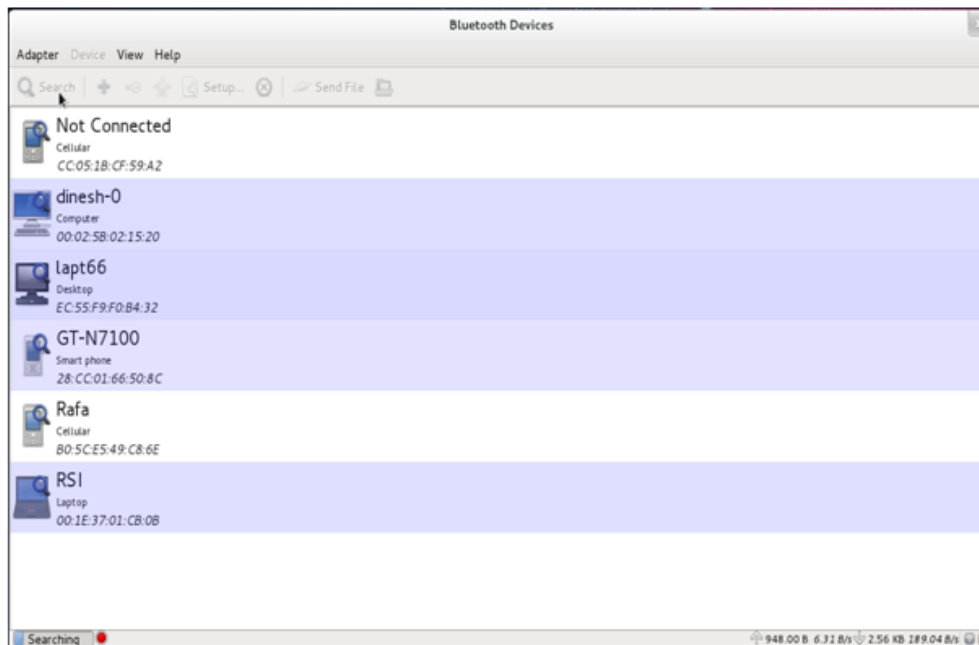 Bluetooth Devices
Adapter Device View Help
Search Setup... Send File
Not Connected
Cellular
CC:05:1B:CF:59:A2
dinesh-0
Computer
00:02:5B:02:15:20
lapt66
Desktop
EC:55:F9:F0:B4:32
GT-N7100
Smart phone
28:CC:01:66:50:8C
Rafa
Cellular
B0:5C:E5:49:C8:6E
RSI
Laptop
00:1E:37:01:CB:0B
Searching 948.00 B 6.31 B/s 2.56 KB 189.04 B/s